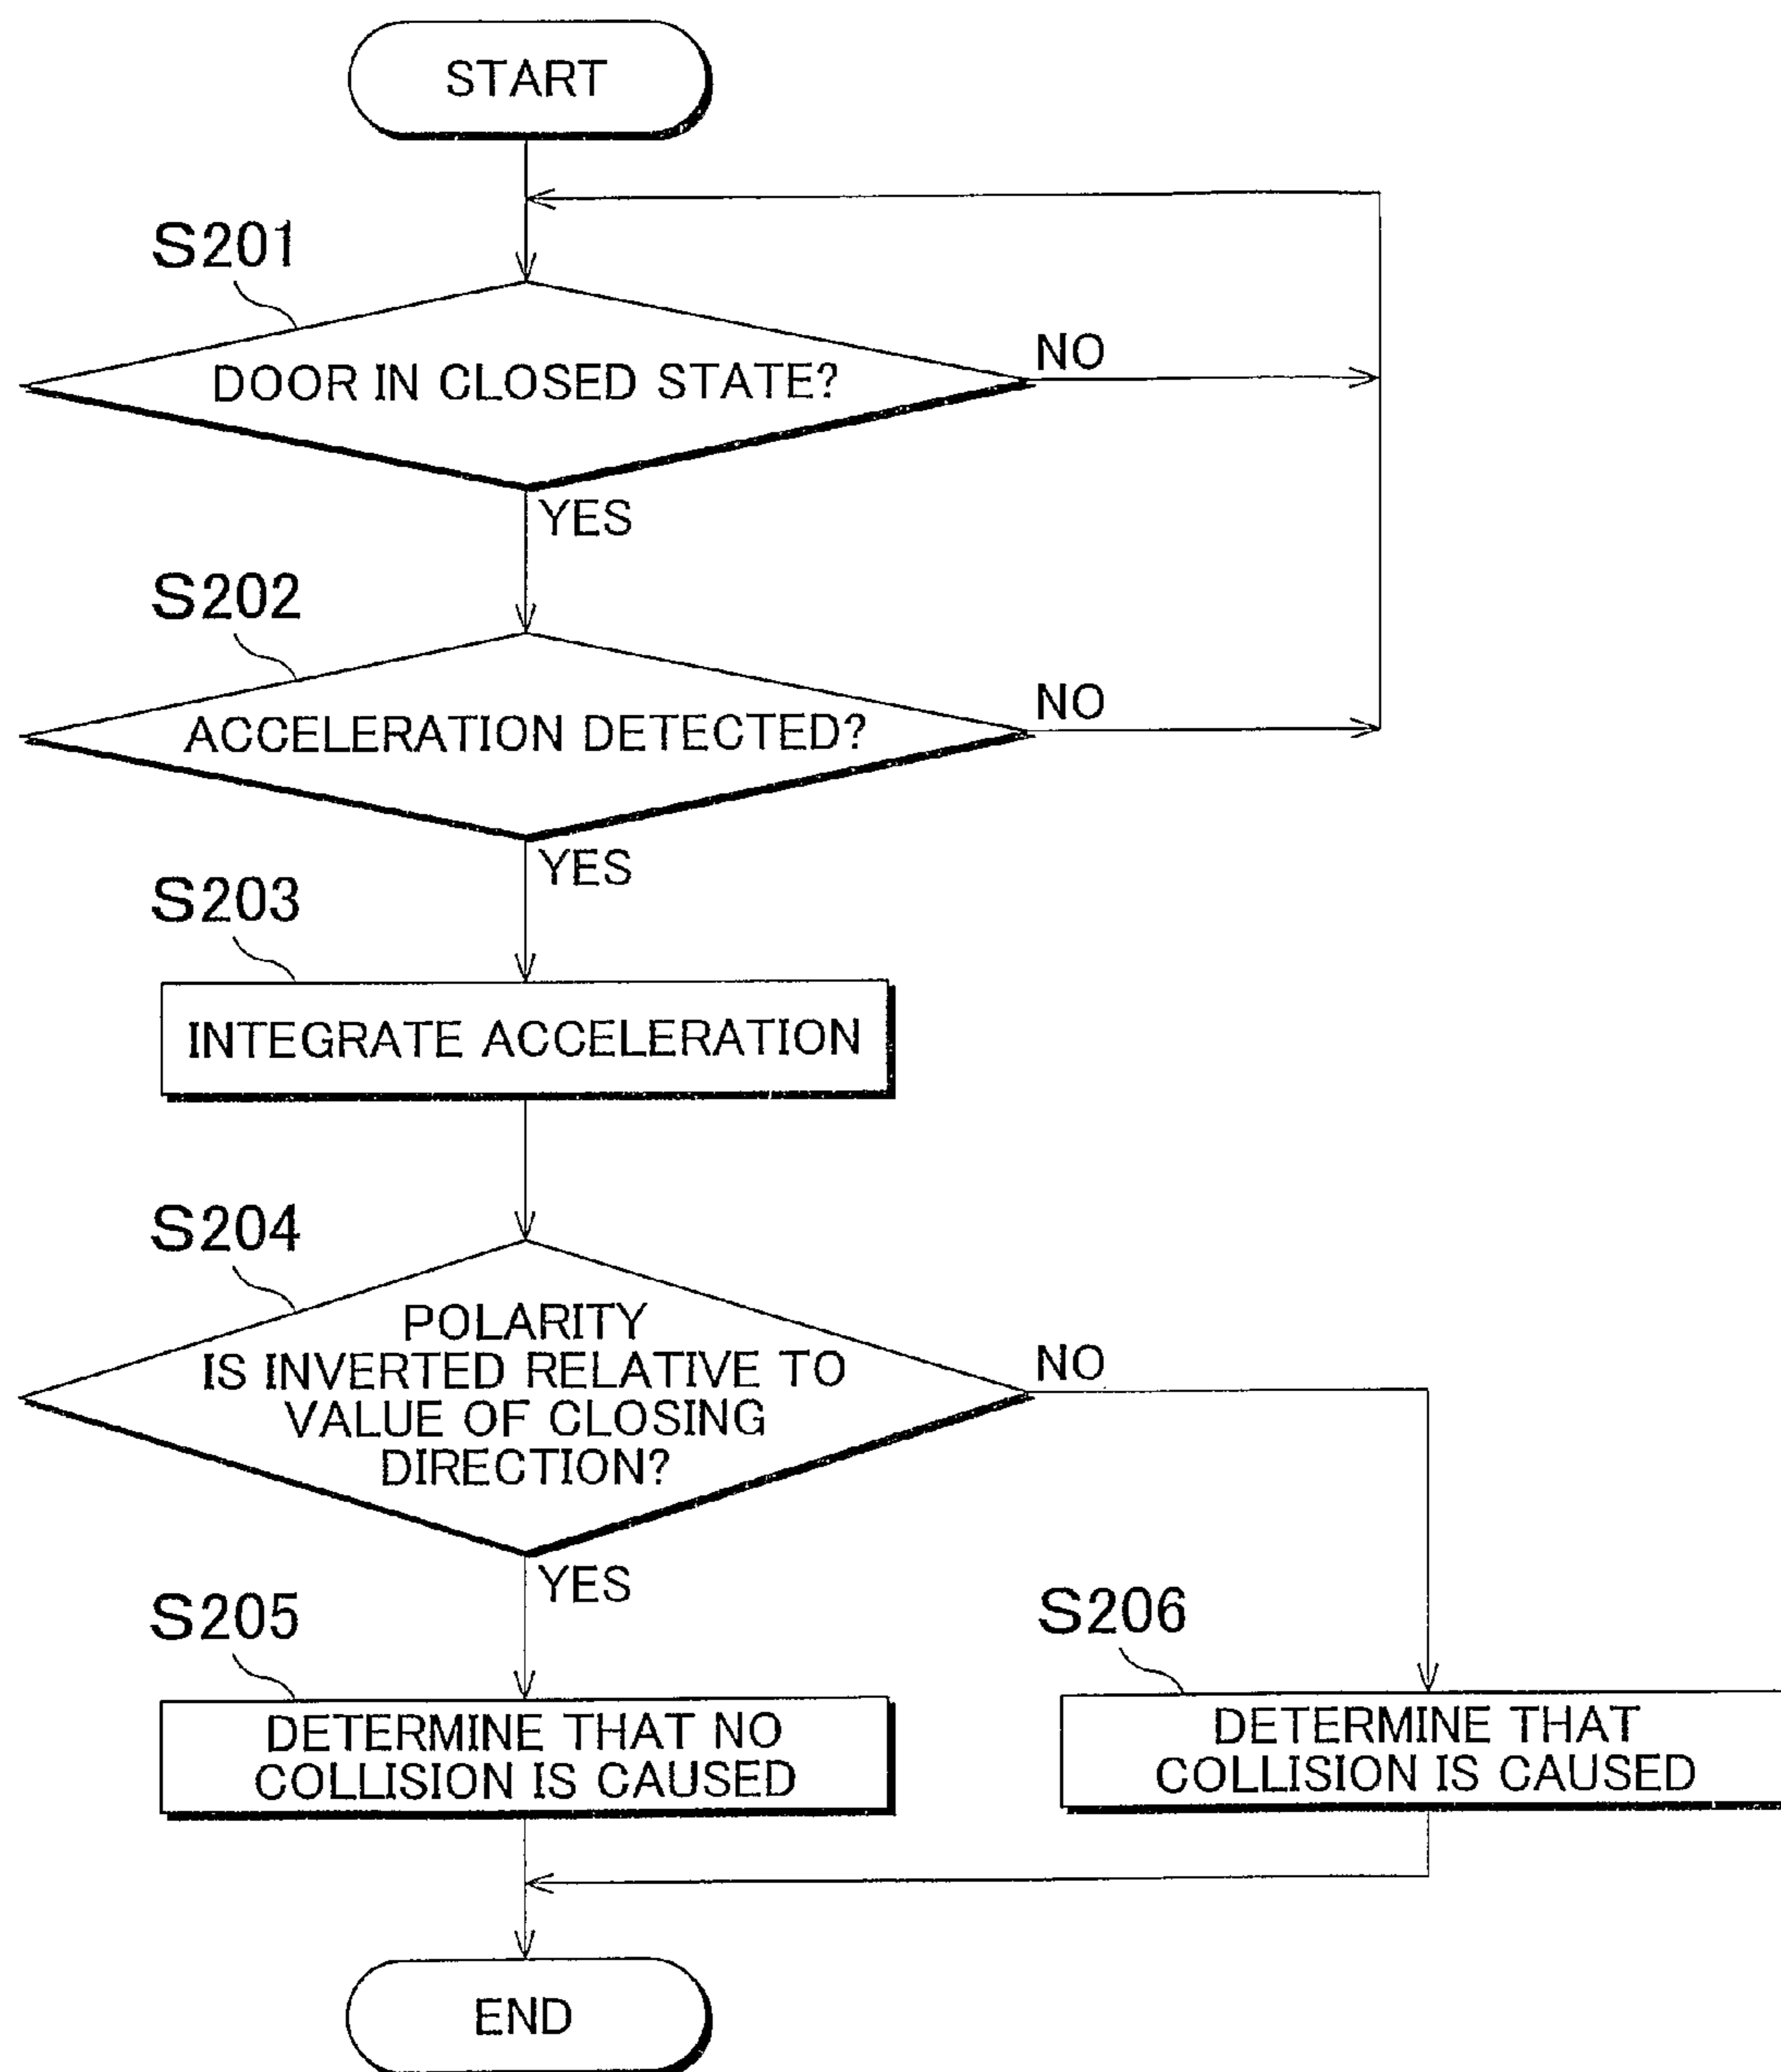 START
S201
DOOR IN CLOSED STATE?
NO
YES
S202
ACCELERATION DETECTED?
NO
YES
S203
INTEGRATE ACCELERATION
S204
POLARITY
IS INVERTED RELATIVE TO
VALUE OF CLOSING
DIRECTION?
NO
YES
S205
DETERMINE THAT NO
COLLISION IS CAUSED
S206
DETERMINE THAT
COLLISION IS CAUSED
END